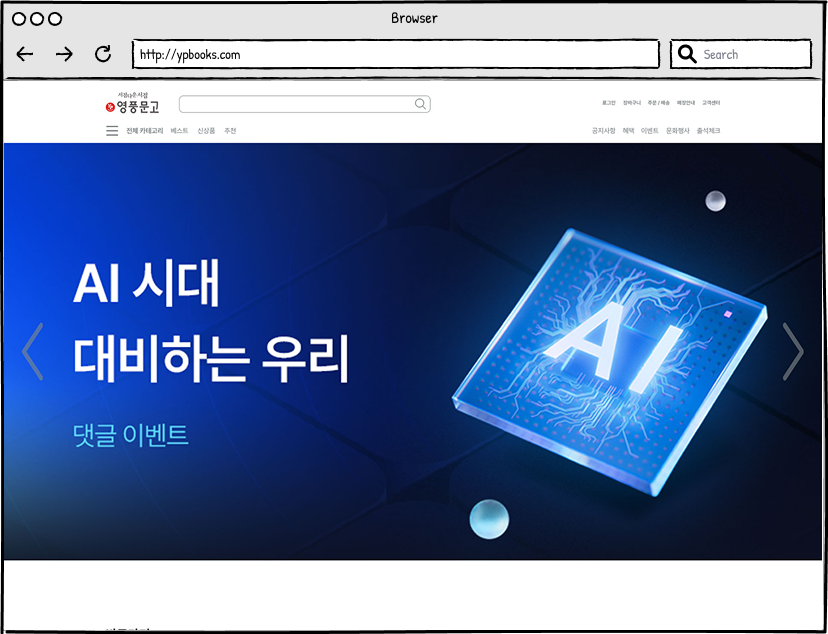 Browser
http://ypbooks.com
Search
서점다운서점
영풍문고
로그인 장바구니 주문 / 배송 매장안내 고객센터
전체 카테고리 베스트 신상품 추천
공지사항 혜택 이벤트 문화행사 출석체크
AI 시대
대비하는 우리
댓글 이벤트
AI